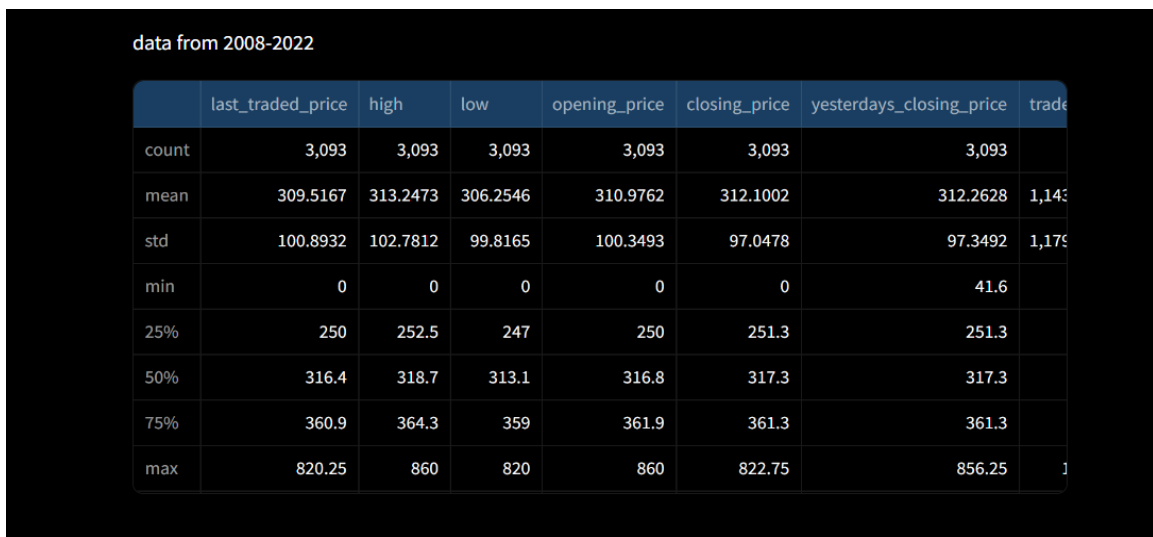 data from 2008-2022
last_traded_price high low opening_price closing_price yesterdays_closing_price
count 3,093 3,093 3,093 3,093 3,093 3,093
mean 309.5167 313.2473 306.2546 310.9762 312.1002 312.2628
std 100.8932 102.7812 99.8165 100.3493 97.0478 97.3492
min 0 0 0 0 0 41.6
25% 250 252.5 247 250 251.3 251.3
50% 316.4 318.7 313.1 316.8 317.3 317.3
75% 360.9 364.3 359 361.9 361.3 361.3
max 820.25 860 820 860 822.75 856.25